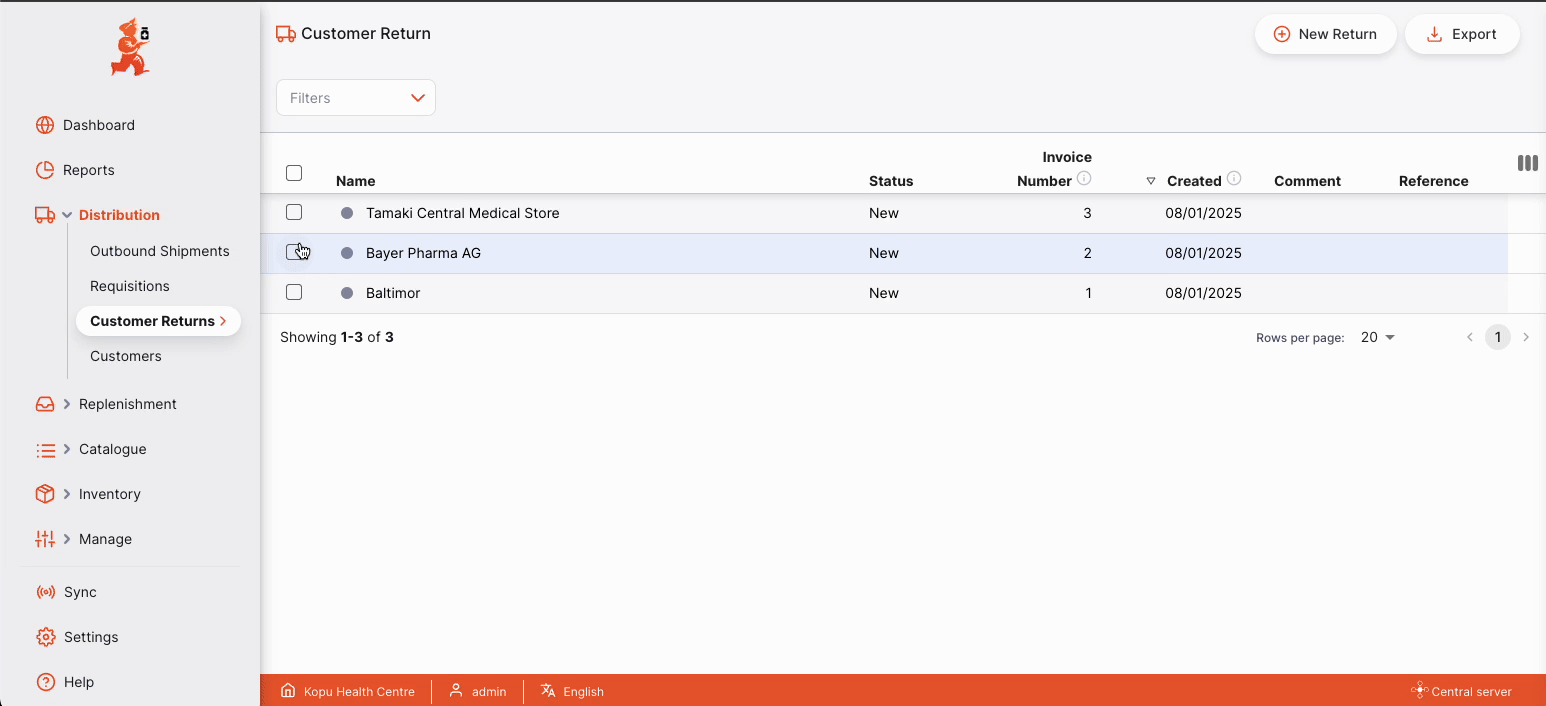 Customer Return
New Return
Export
Filters
Dashboard
Reports
Distribution
Outbound Shipments
Requisitions
Customer Returns
Customers
Replenishment
Catalogue
Inventory
Manage
Sync
Settings
Help
Name
Status
Invoice
Number
Created
Comment
Reference
Tamaki Central Medical Store New 3 08/01/2025
Bayer Pharma AG New 2 08/01/2025
Baltimor New 1 08/01/2025
Showing 1-3 of 3
Rows per page: 20
1
Kopu Health Centre
admin
English
Central server